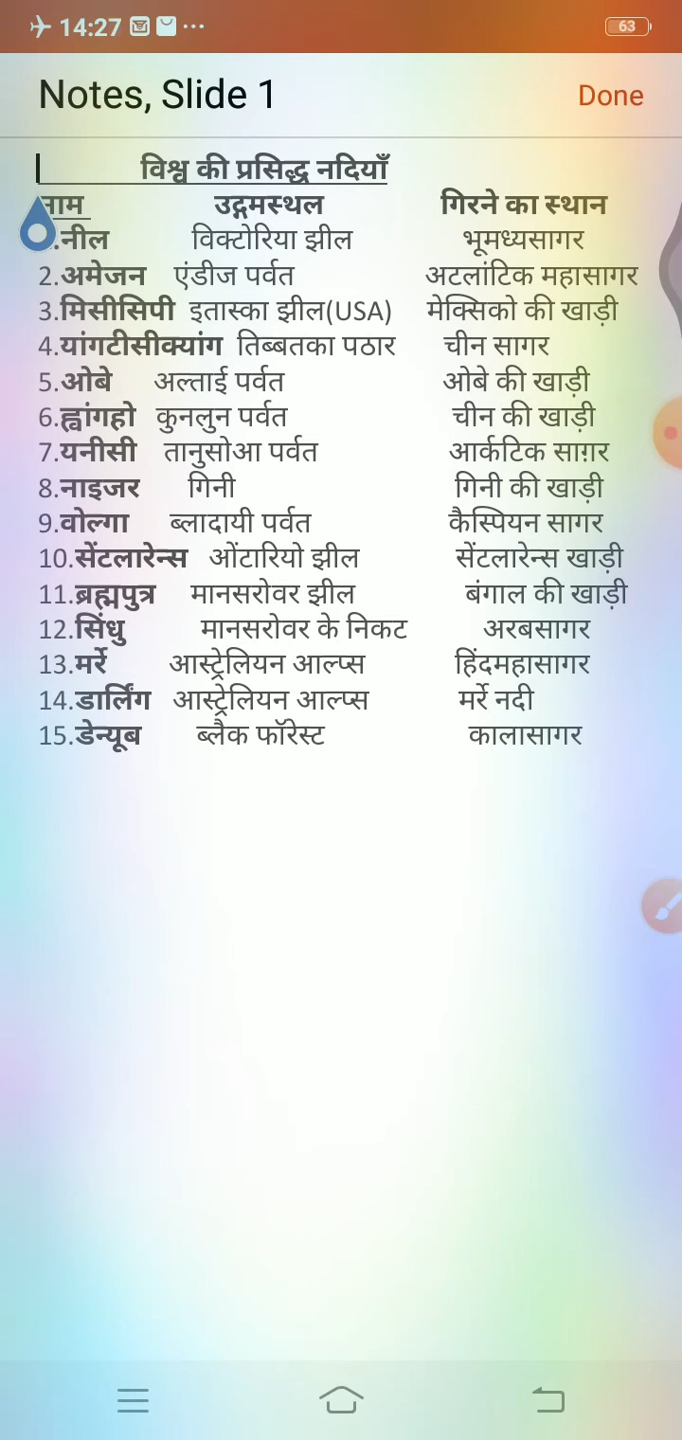 14:27 63
Notes, Slide 1 Done
विश्व की प्रसिद्ध नदियाँ
नाम उद्गमस्थल गिरने का स्थान
.नील विक्टोरिया झील भूमध्यसागर
2.अमेजन एंडीज पर्वत अटलांटिक महासागर
3.मिसीसिपी इतास्का झील(USA) मेक्सिको की खाड़ी
4.यांगटीसीक्यांग तिब्बतका पठार चीन सागर
5.ओबे अल्ताई पर्वत ओबे की खाड़ी
6.ह्वांगहो कुनलुन पर्वत चीन की खाड़ी
7.यनीसी तानुसोआ पर्वत आर्कटिक साग़र
8.नाइजर गिनी गिनी की खाड़ी
9.वोल्गा ब्लादायी पर्वत कैस्पियन सागर
10.सेंटलारेन्स ओंटारियो झील सेंटलारेन्स खाड़ी
11.ब्रह्मपुत्र मानसरोवर झील बंगाल की खाड़ी
12.सिंधु मानसरोवर के निकट अरबसागर
13.मर्रे आस्ट्रेलियन आल्प्स हिंदमहासागर
14.डार्लिंग आस्ट्रेलियन आल्प्स मर्रे नदी
15.डेन्यूब ब्लैक फॉरेस्ट कालासागर